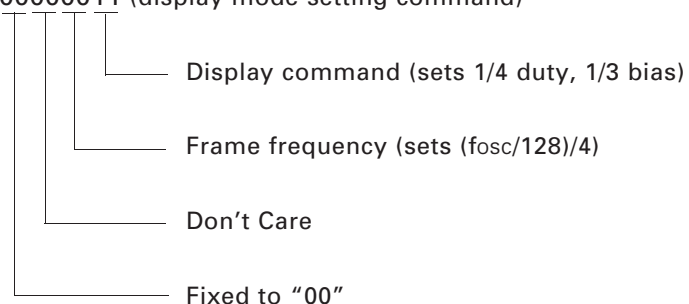 00000011 (display mode setting command)
Display command (sets 1/4 duty, 1/3 bias)
Frame frequency (sets (fosc/128)/4)
Don't Care
Fixed to “00”